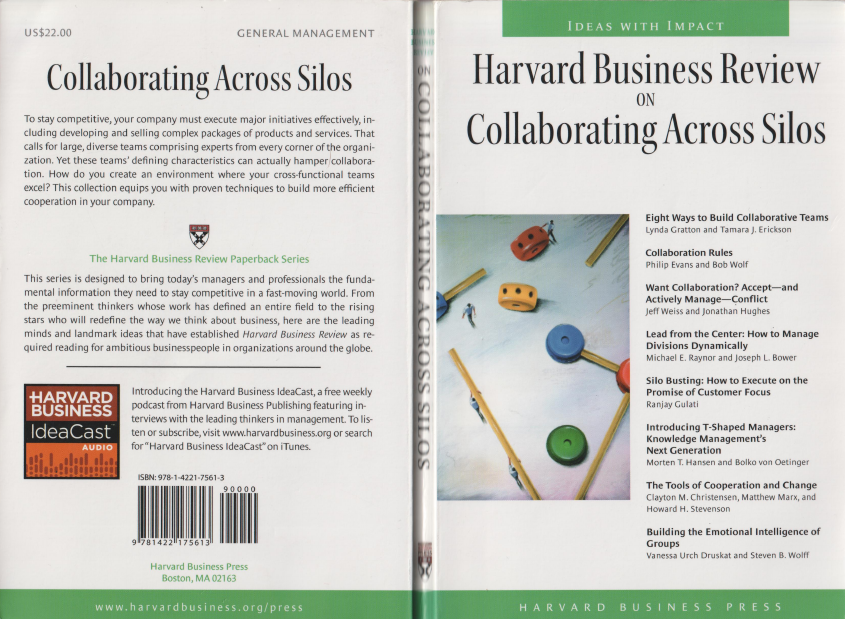 US$22.00
GENERAL MANAGEMENT
Collaborating Across Silos
To stay competitive, your company must execute major initiatives effectively, in-
cluding developing and selling complex packages of products and services. That
calls for large, diverse teams comprising experts from every corner of the organi-
zation. Yet these teams' defining characteristics can actually hamper collabora-
tion. How do you create an environment where your cross-functional teams
excel? This collection equips you with proven techniques to build more efficient
cooperation in your company.
The Harvard Business Review Paperback Series
This series is designed to bring today's managers and professionals the funda-
mental information they need to stay competitive in a fast-moving world. From
the preeminent thinkers whose work has defined an entire field to the rising
stars who will redefine the way we think about business, here are the leading
minds and landmark ideas that have established Harvard Business Review as re-
quired reading for ambitious businesspeople in organizations around the globe.
HARVARD
BUSINESS
IdeaCast
AUDIO
Introducing the Harvard Business IdeaCast, a free weekly
podcast from Harvard Business Publishing featuring in-
terviews with the leading thinkers in management. To lis-
ten or subscribe, visit www.harvardbusiness.org or search
for "Harvard Business IdeaCast" on iTunes.
ISBN: 978-1-4221-7561-3
90000
9 781422 175613
Harvard Business Press
Boston, MA 02163
www.harvardbusiness.org/press
ON COLLABORATING ACROSS SILOS
IDEAS WITH IMPACT
Harvard Business Review
ON
Collaborating Across Silos
Eight Ways to Build Collaborative Teams
Lynda Gratton and Tamara J. Erickson
Collaboration Rules
Philip Evans and Bob Wolf
Want Collaboration? Accept—and
Actively Manage—Conflict
Jeff Weiss and Jonathan Hughes
Lead from the Center: How to Manage
Divisions Dynamically
Michael E. Raynor and Joseph L. Bower
Silo Busting: How to Execute on the
Promise of Customer Focus
Ranjay Gulati
Introducing T-Shaped Managers:
Knowledge Management's
Next Generation
Morten T. Hansen and Bolko von Oetinger
The Tools of Cooperation and Change
Clayton M. Christensen, Matthew Marx, and
Howard H. Stevenson
Building the Emotional Intelligence of
Groups
Vanessa Urch Druskat and Steven B. Wolff
HARVARD BUSINESS PRESS